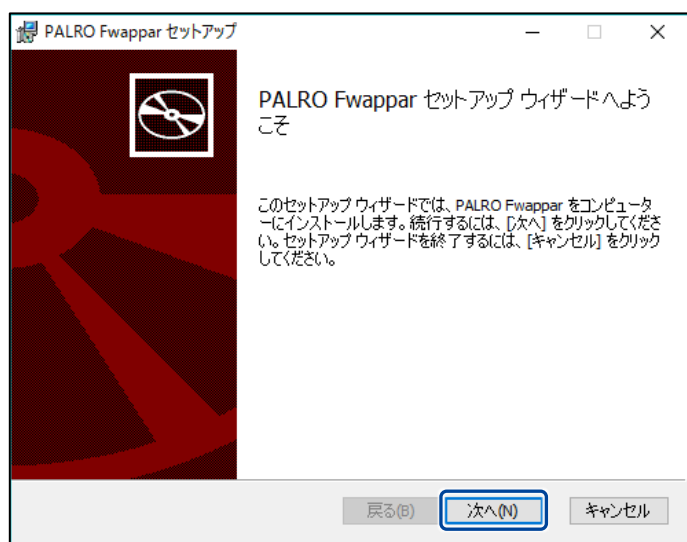 PALRO Fwappar セットアップ
PALRO Fwappar セットアップ ウィザードへよう
こそ
このセットアップ ウィザードでは、PALRO Fwappar をコンピュータ
ーにインストールします。続行するには、[次へ] をクリックしてくださ
い。セットアップ ウィザードを終了するには、[キャンセル] をクリック
してください。
戻る(B)
次へ(N)
キャンセル